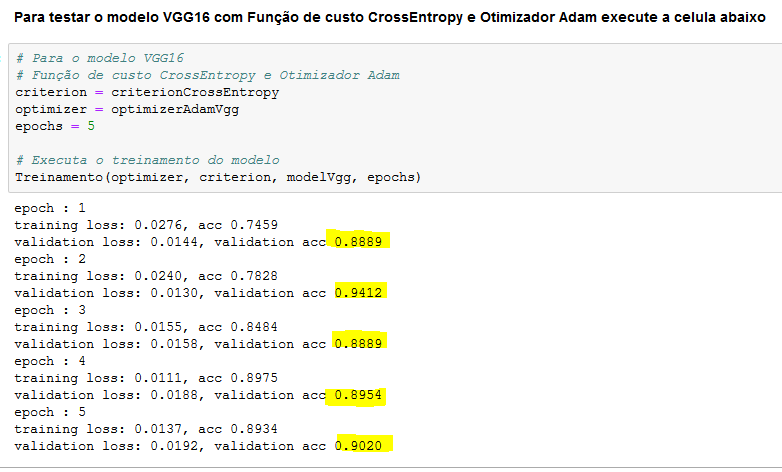 Para testar o modelo VGG16 com Função de custo CrossEntropy e Otimizador Adam execute a celula abaixo
# Para o modelo VGG16
# Função de custo CrossEntropy e Otimizador Adam
criterion = criterionCrossEntropy
optimizer = optimizerAdamVgg
epochs = 5
# Executa o treinamento do modelo
Treinamento(optimizer, criterion, modelVgg, epochs)
epoch : 1
training loss: 0.0276, acc 0.7459
validation loss: 0.0144, validation acc 0.8889
epoch : 2
training loss: 0.0240, acc 0.7828
validation loss: 0.0130, validation acc 0.9412
epoch : 3
training loss: 0.0155, acc 0.8484
validation loss: 0.0158, validation acc 0.8889
epoch : 4
training loss: 0.0111, acc 0.8975
validation loss: 0.0188, validation acc 0.8954
epoch : 5
training loss: 0.0137, acc 0.8934
validation loss: 0.0192, validation acc 0.9020